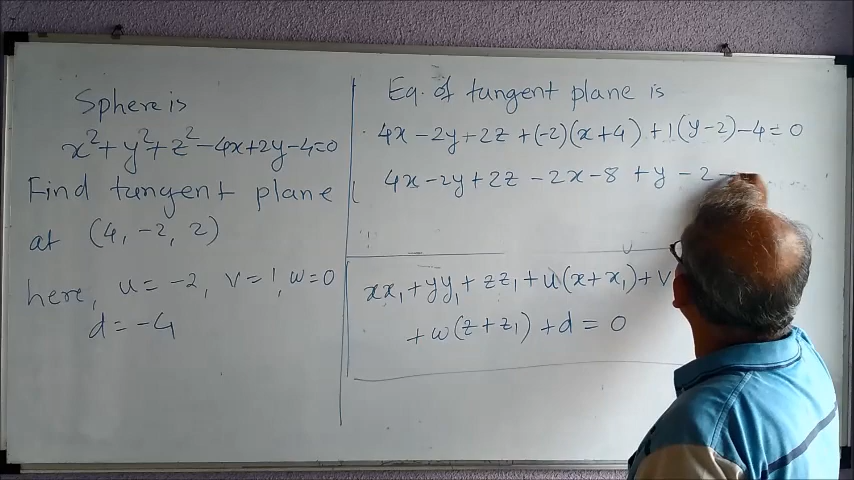 Sphere is
x² + y² + z² - 4x + 2y - 4 = 0
Find tangent plane
at (4, -2, 2)
here, u = -2, v = 1, w = 0
d = -4
Eq. of tangent plane is
4x - 2y + 2z + (-2)(x + 4) + 1(y - 2) - 4 = 0
4x - 2y + 2z - 2x - 8 + y - 2 -
xx₁ + yy₁ + zz₁ + u(x + x₁) + v
+ w(z + z₁) + d = 0